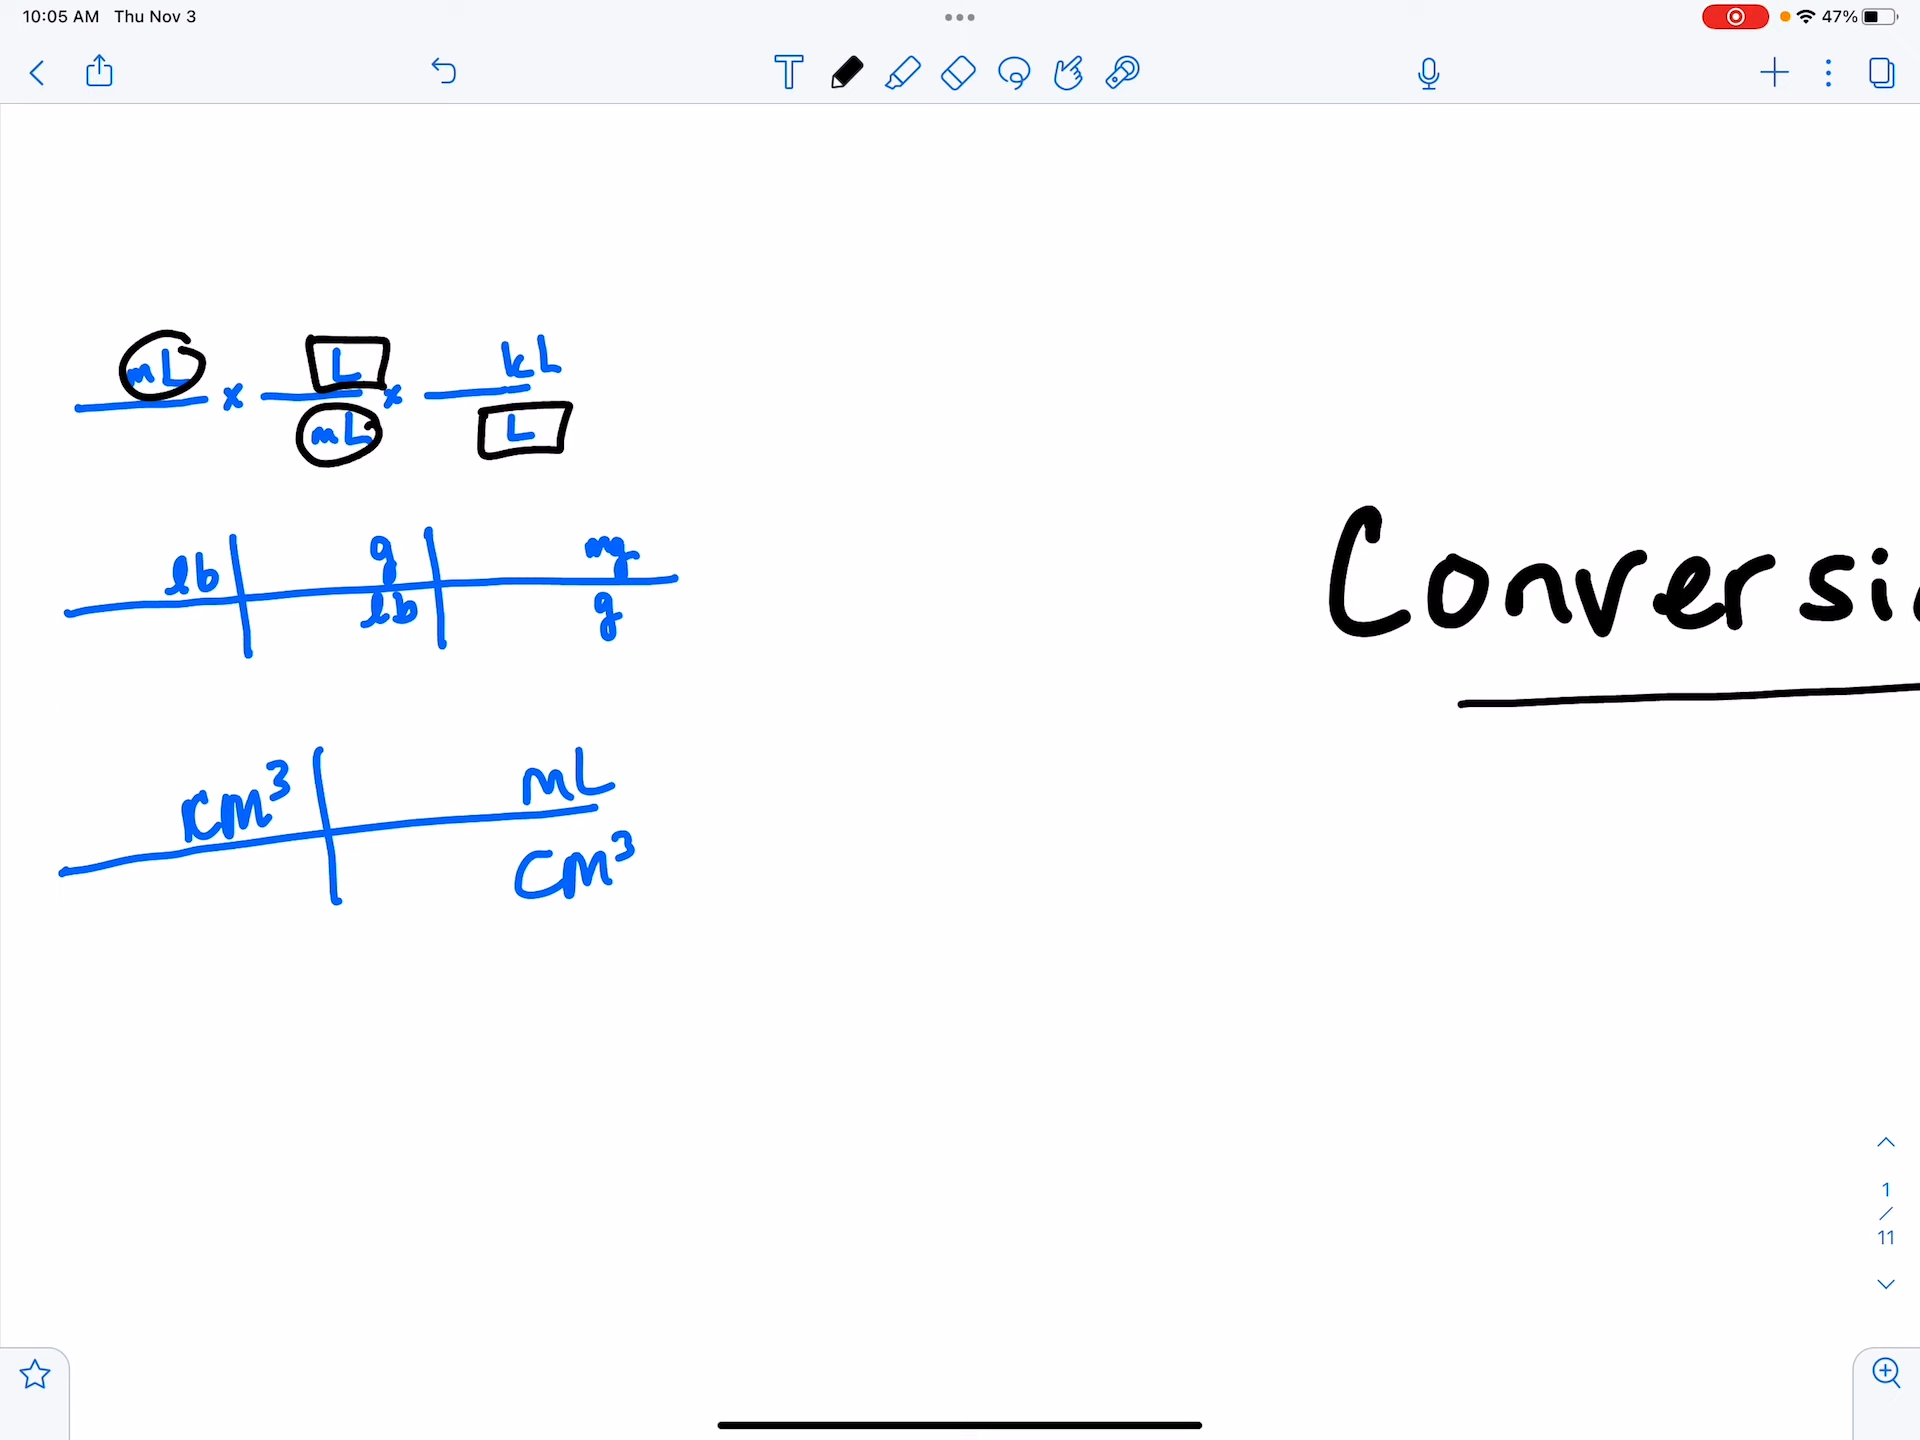 10:05 AM Thu Nov 3
47%
mL x L x kL
mL L
lb g mg
lb g
cm³ mL
cm³
Conversi
1
/
11